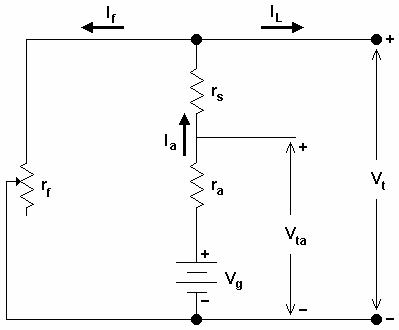 If
IL
+
rs
Ia
+
rf
ra
Vt
Vta
+
Vg
−
−
−